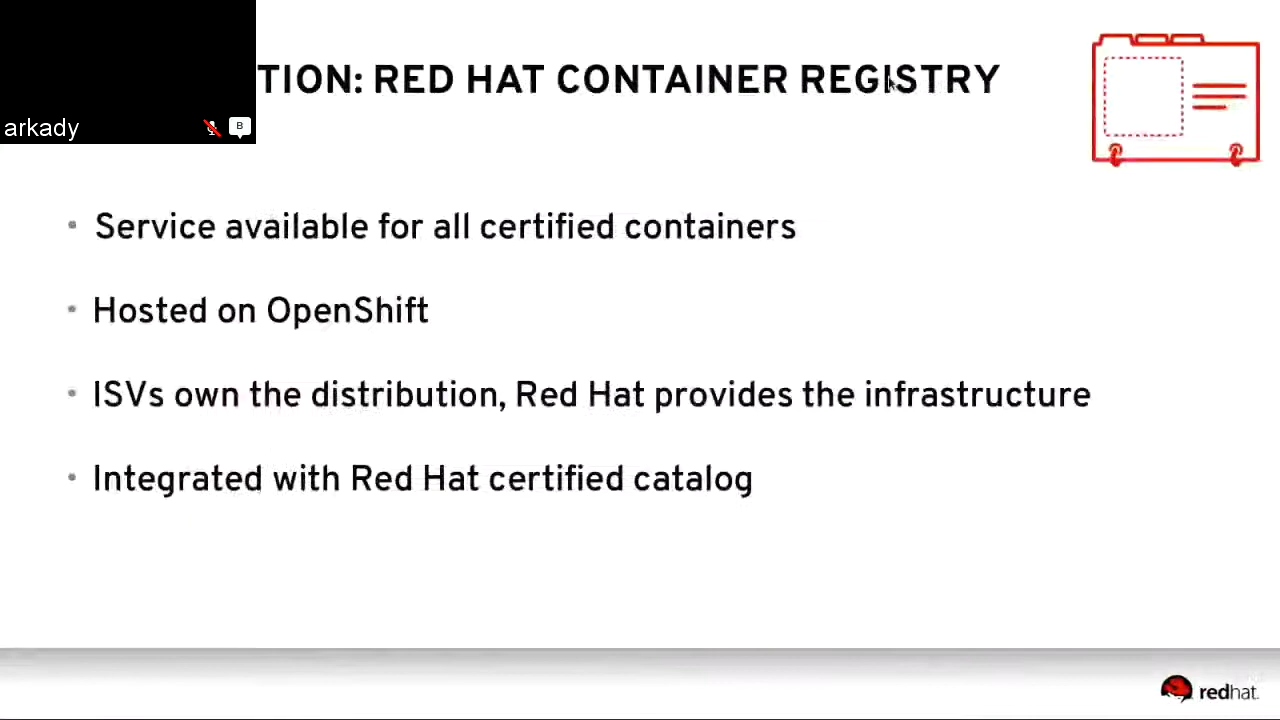 TION: RED HAT CONTAINER REGISTRY
arkady
B
• Service available for all certified containers
• Hosted on OpenShift
• ISVs own the distribution, Red Hat provides the infrastructure
• Integrated with Red Hat certified catalog
redhat.